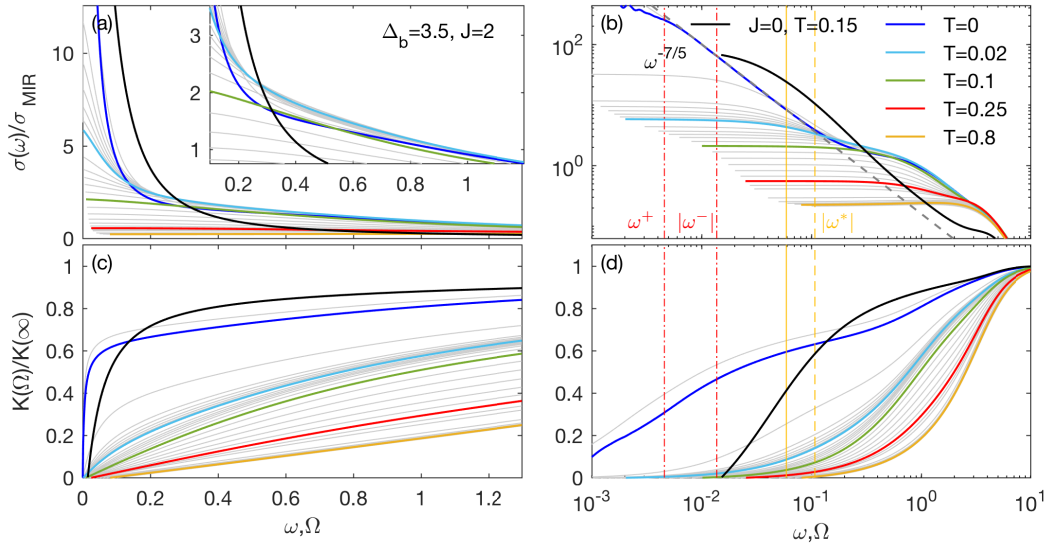 (a)
Δb=3.5, J=2
3
2
1
0.2 0.4 0.6 0.8 1
10
5
0
σ(ω)/σ MIR
(b)
J=0, T=0.15
T=0
T=0.02
T=0.1
T=0.25
T=0.8
ω-7/5
10²
10⁰
ω+ |ω-| |ω*|
(c)
1
0.8
0.6
0.4
0.2
0
K(Ω)/K(∞)
0 0.2 0.4 0.6 0.8 1 1.2
ω,Ω
(d)
1
0.8
0.6
0.4
0.2
0
10⁻³ 10⁻² 10⁻¹ 10⁰ 10¹
ω,Ω